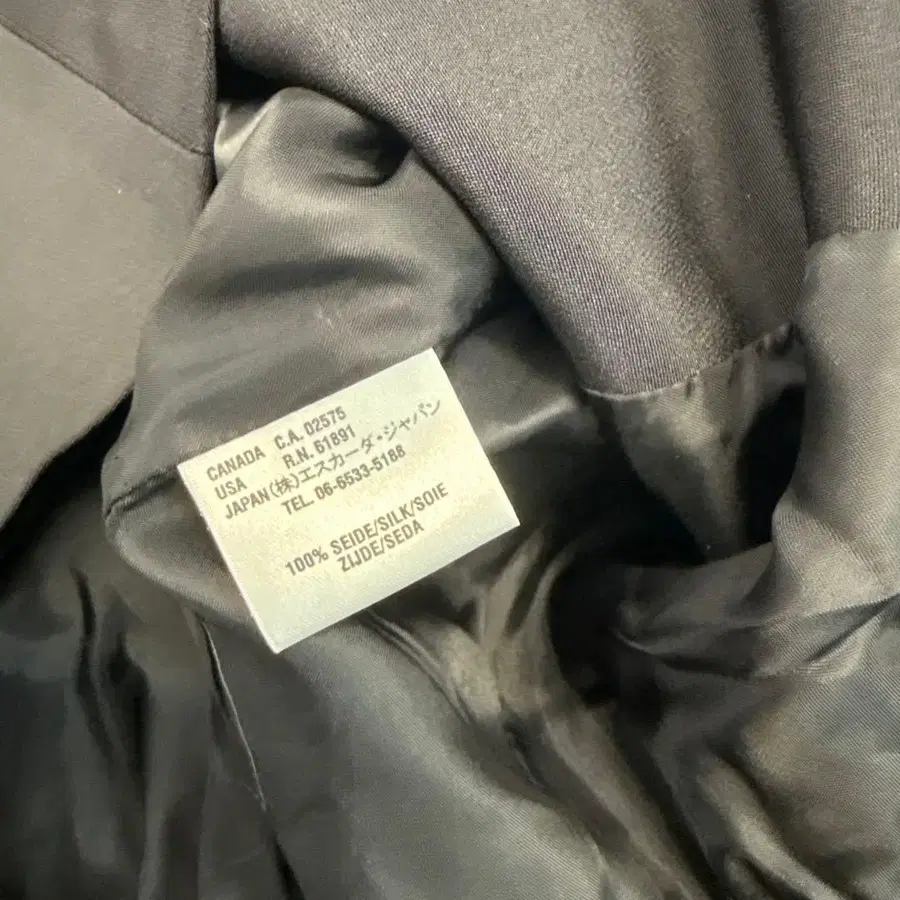 CANADA C.A. 02575
USA R.N. 61891
JAPAN(株)エスカーダ・ジャパン
TEL. 06-6533-5188
100% SEIDE/SILK/SOIE
ZIJDE/SEDA